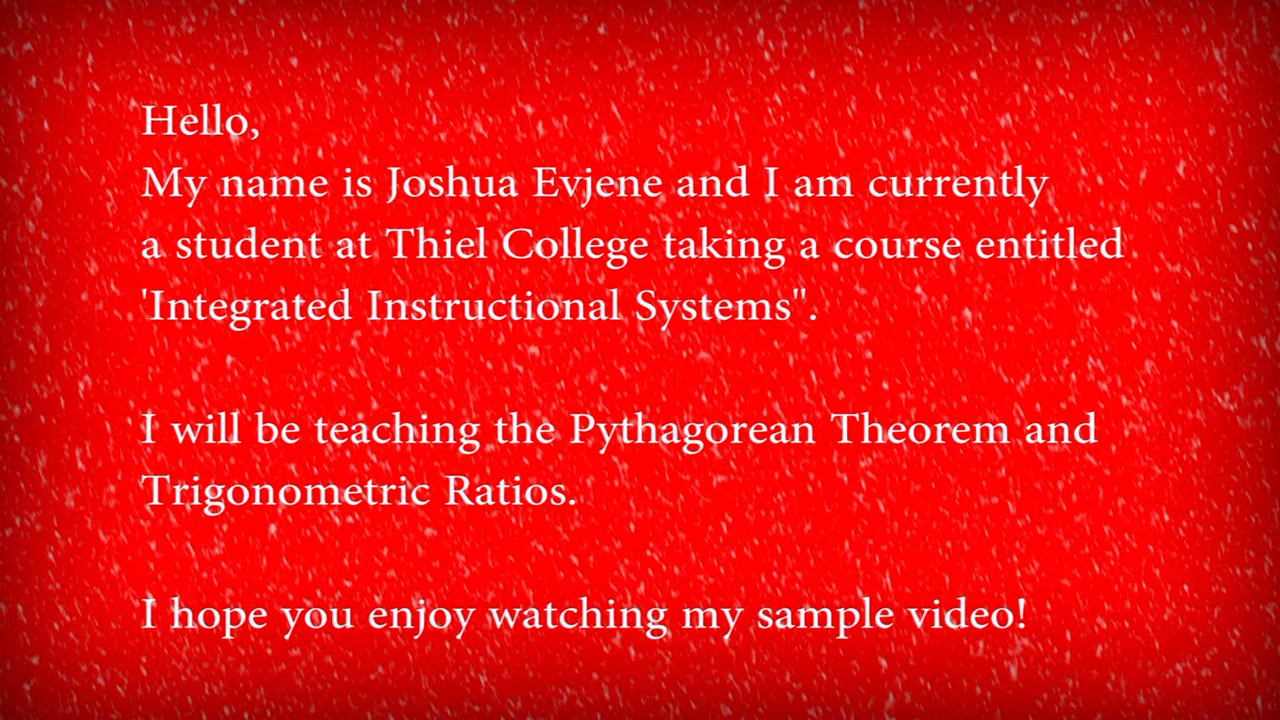 Hello,
My name is Joshua Evjene and I am currently
a student at Thiel College taking a course entitled
'Integrated Instructional Systems".
I will be teaching the Pythagorean Theorem and
Trigonometric Ratios.
I hope you enjoy watching my sample video!